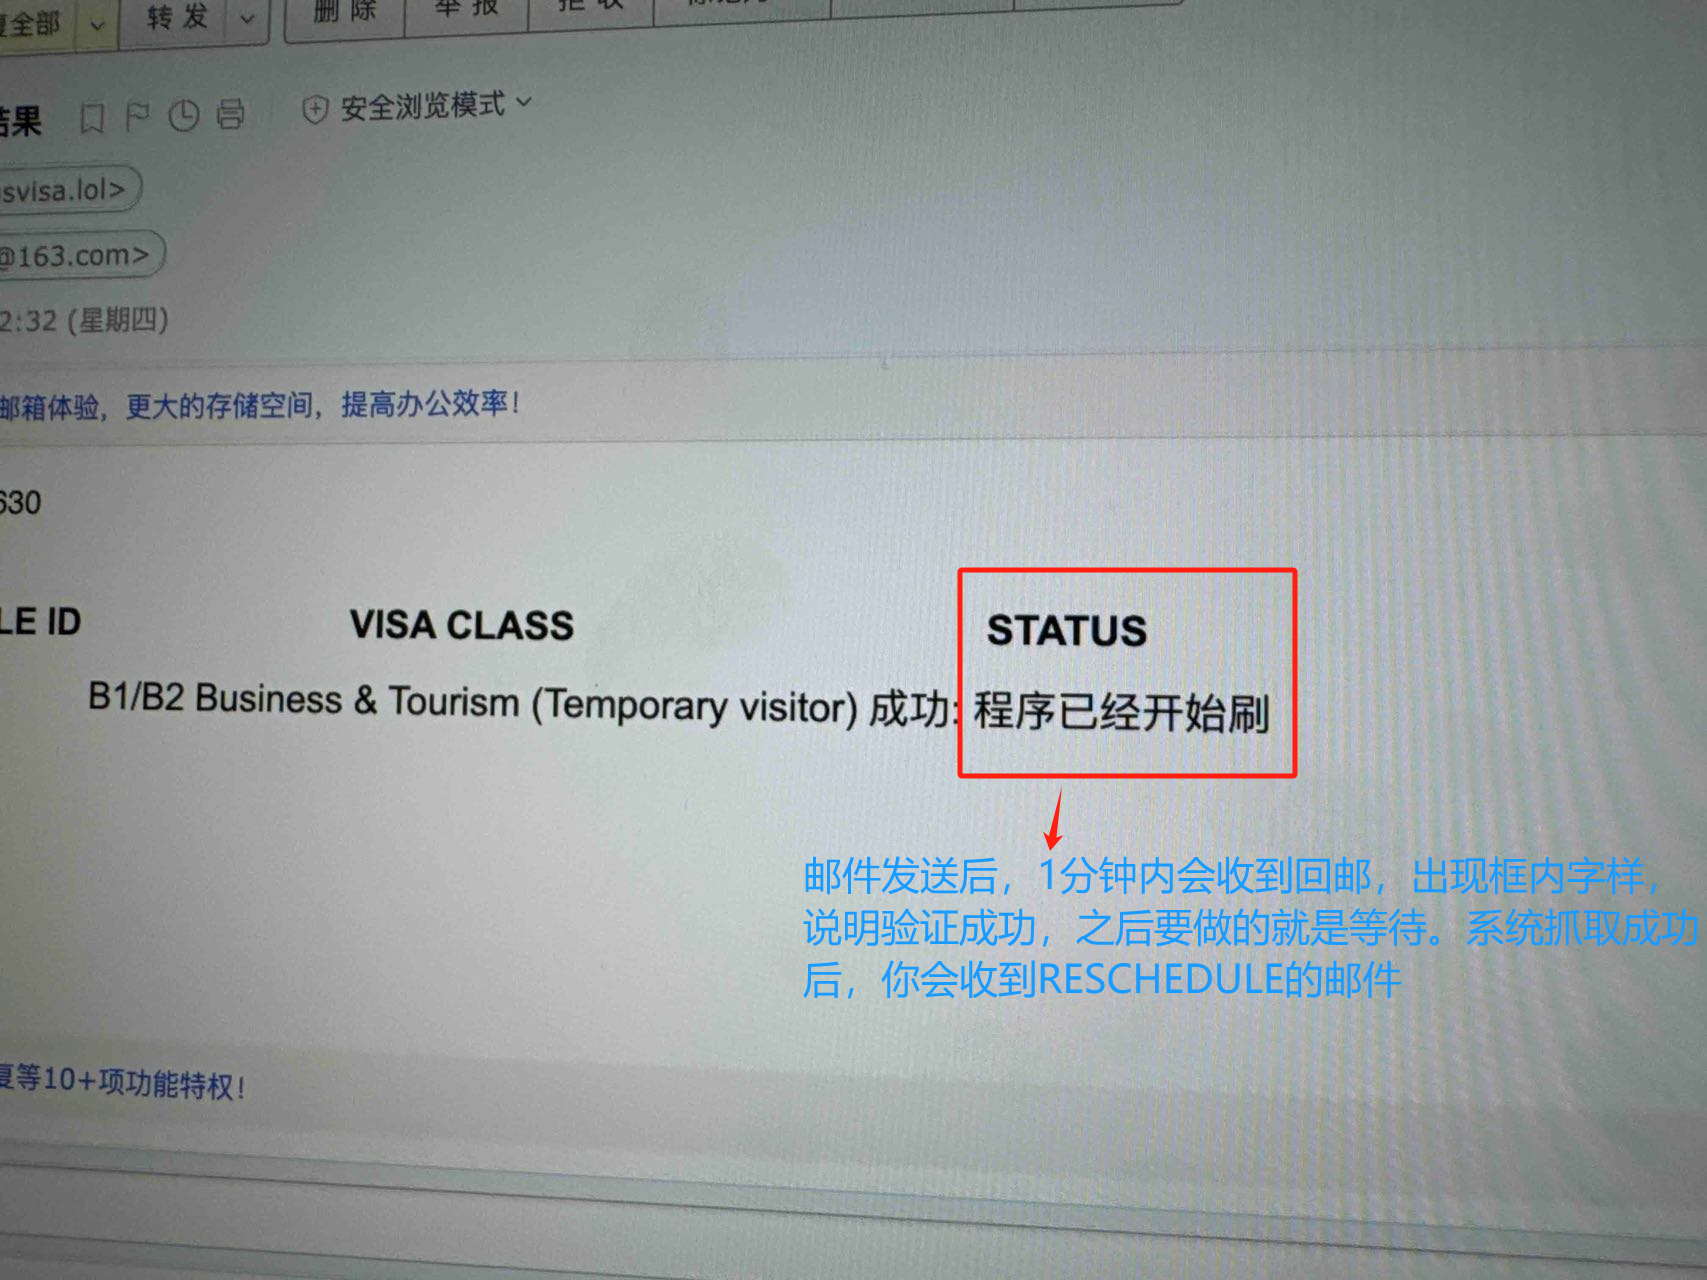 复全部 转 发 删 除 举 报 拒 收
结果 安全浏览模式
svisa.lol>
@163.com>
2:32 (星期四)
邮箱体验，更大的存储空间，提高办公效率！
630
LE ID VISA CLASS STATUS
B1/B2 Business & Tourism (Temporary visitor) 成功: 程序已经开始刷
邮件发送后，1分钟内会收到回邮，出现框内字样，
说明验证成功，之后要做的就是等待。系统抓取成功
后，你会收到RESCHEDULE的邮件
复等10+项功能特权！